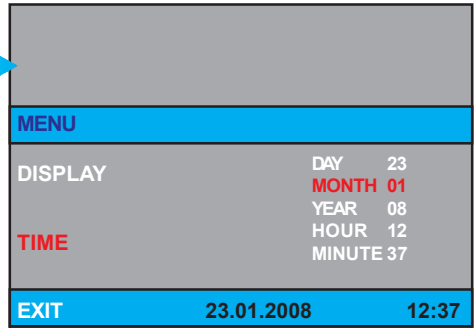 MENU
DISPLAY
TIME
DAY 23
MONTH 01
YEAR 08
HOUR 12
MINUTE 37
EXIT 23.01.2008 12:37